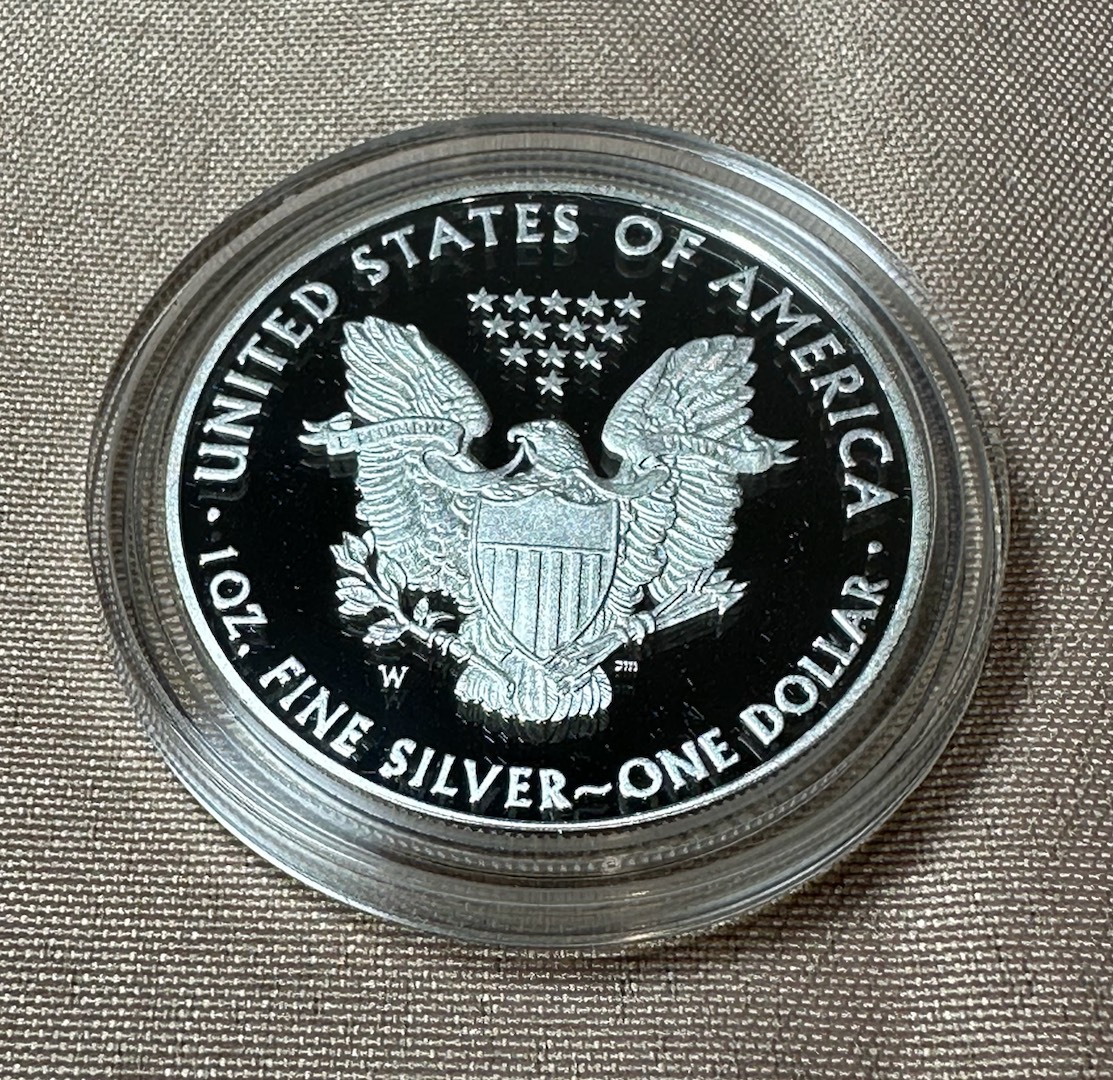 UNITED STATES OF AMERICA
W
1 OZ. FINE SILVER~ONE DOLLAR